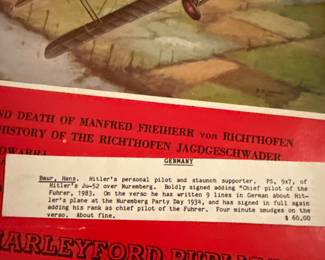 ND DEATH OF MANFRED FREIHERR von RICHTHOFEN
HISTORY OF THE RICHTHOFEN JAGDGESCHWADER
OWARRA
GERMANY
Baur, Hans. Hitler's personal pilot and staunch supporter. PS, 9x7, of
Hitler's Ju-52 over Nuremberg. Boldly signed adding "Chief pilot of the
Fuhrer, 1983. On the verso he has written 9 lines in German about Hit-
ler's plane at the Nuremberg Party Day 1934, and has signed in full again
adding his rank as chief pilot of the Fuhrer. Four minute smudges on the
verso. About fine. $ 60.00
HARLEYFORD PUBLI